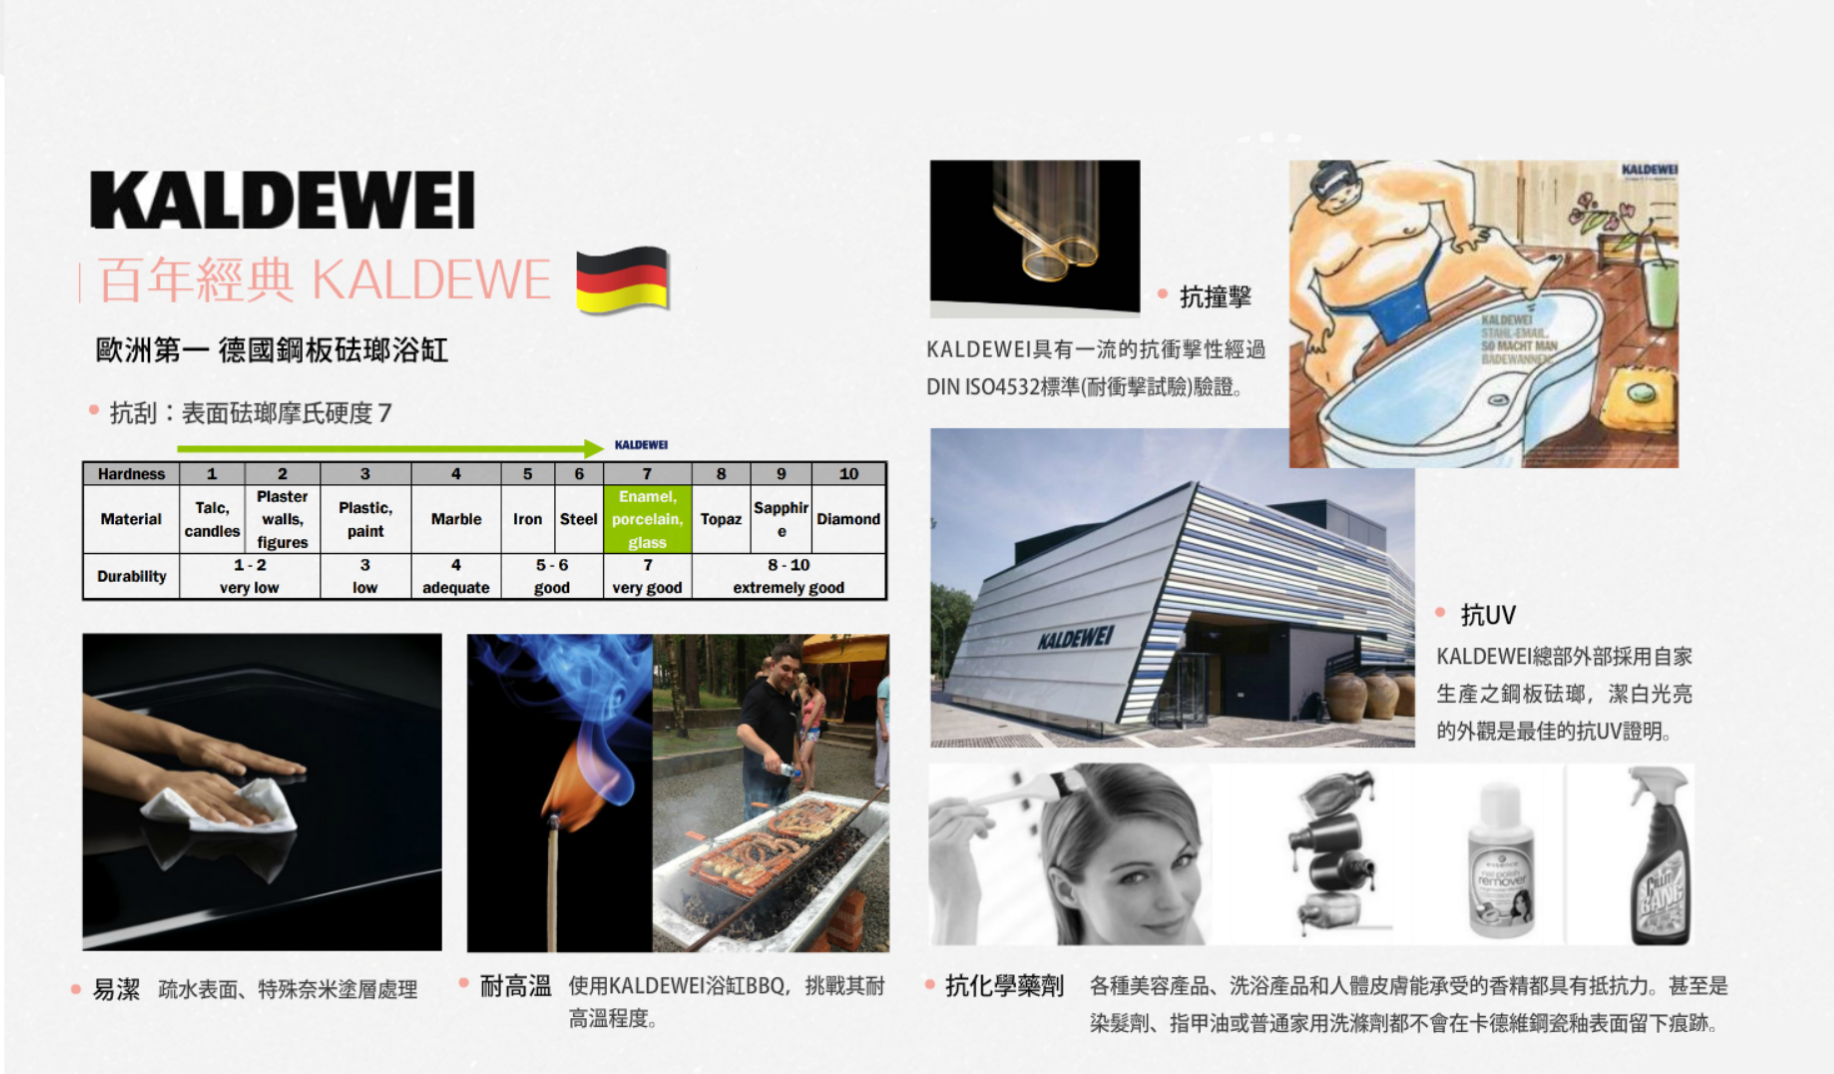 KALDEWEI
百年經典 KALDEWE
歐洲第一 德國鋼板砝瑯浴缸
抗刮：表面砝瑯摩氏硬度 7
KALDEWEI
Hardness 1 2 3 4 5 6 7 8 9 10
Material Talc, candles Plaster walls, figures Plastic, paint Marble Iron Steel Enamel, porcelain, glass Topaz Sapphire Diamond
Durability 1 - 2 very low 3 low 4 adequate 5 - 6 good 7 very good 8 - 10 extremely good
易潔 疏水表面、特殊奈米塗層處理
耐高溫 使用KALDEWEI浴缸BBQ，挑戰其耐
高溫程度。
抗撞擊
KALDEWEI具有一流的抗衝擊性經過
DIN ISO4532標準(耐衝擊試驗)驗證。
KALDEWEI
KALDEWEI
STAHL-EMAIL.
SO MACHT MAN
BADEWANNEN
KALDEWEI
抗UV
KALDEWEI總部外部採用自家
生產之鋼板砝瑯，潔白光亮
的外觀是最佳的抗UV證明。
essence
nail polish
remover
CILLIT
BANG
抗化學藥劑 各種美容產品、洗浴產品和人體皮膚能承受的香精都具有抵抗力。甚至是
染髮劑、指甲油或普通家用洗滌劑都不會在卡德維鋼瓷釉表面留下痕跡。